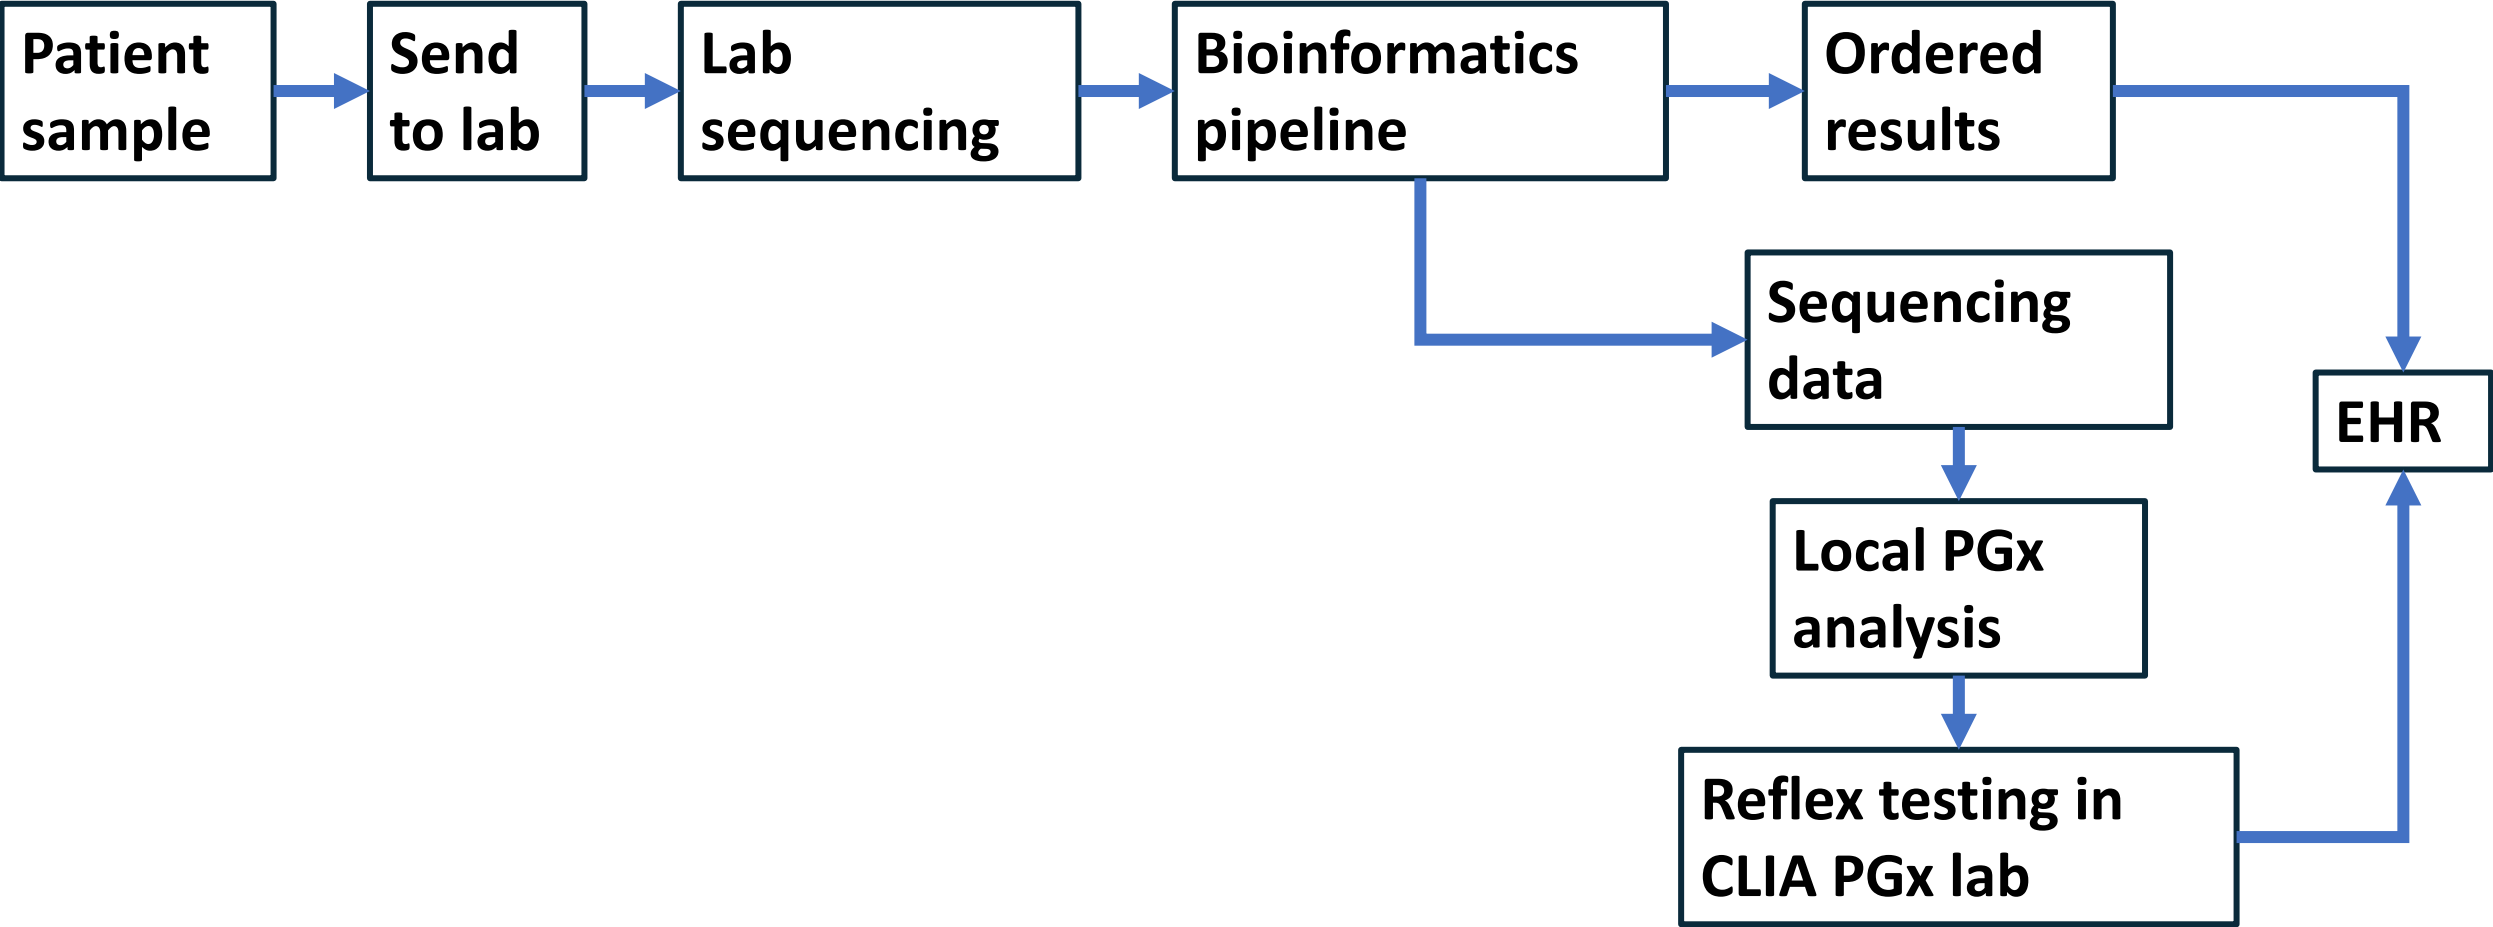 Patient
sample
Send
to lab
Lab
sequencing
Bioinformatics
pipeline
Ordered
results
Sequencing
data
EHR
Local PGx
analysis
Reflex testing in
CLIA PGx lab